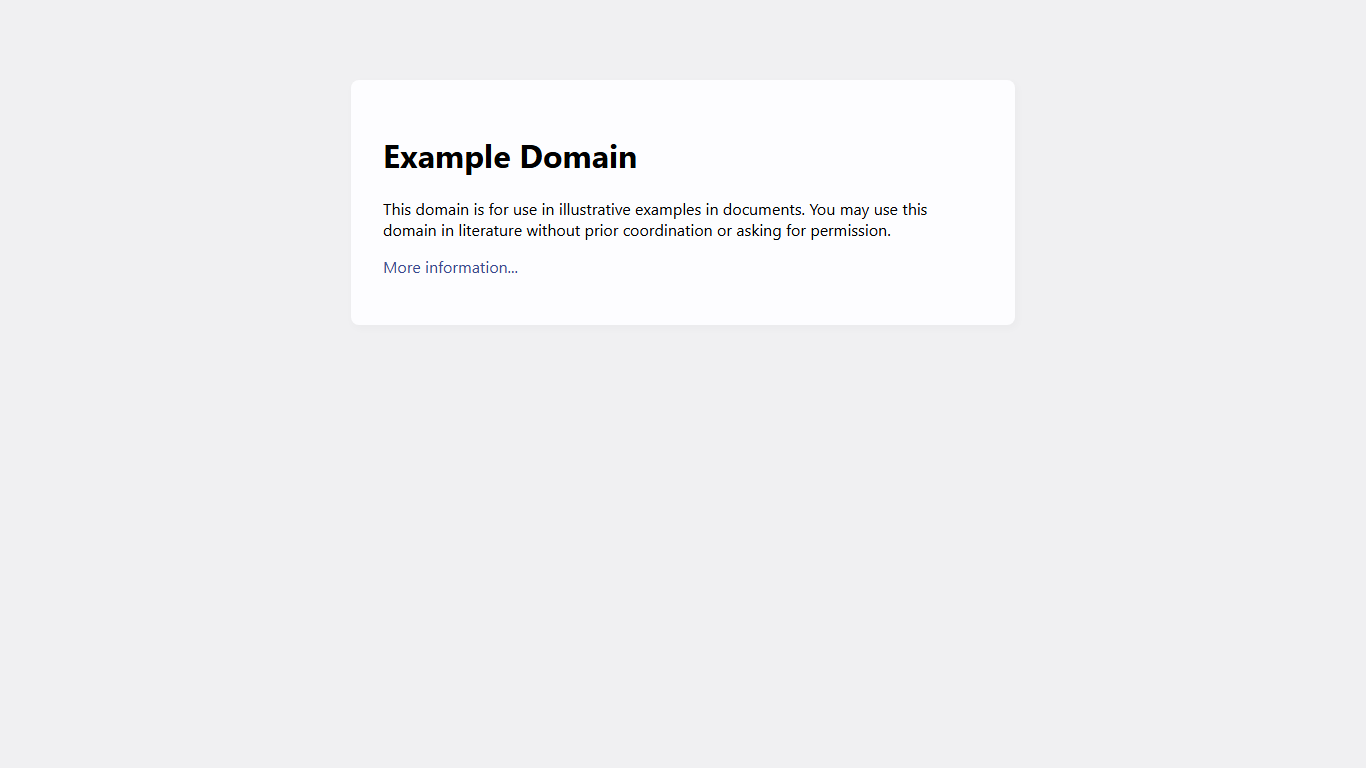 Example Domain
This domain is for use in illustrative examples in documents. You may use this
domain in literature without prior coordination or asking for permission.
More information...